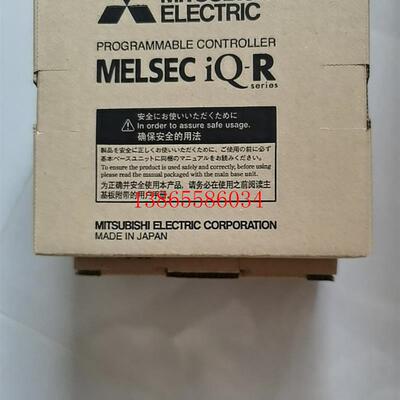 MITSUBISHI
ELECTRIC
PROGRAMMABLE CONTROLLER
MELSEC iQ-R
series
安全にお使いいただくために
In order to assure safe usage.
确保安全的用法
製品を安全に正しくお使いいただくために、ご使用の前に必ず
基本ベースユニットに同梱のマニュアルをお読みください。
To ensure the product is used safely and correctly, before using
please read the manual packaged with the main base unit.
为了正确并安全使用本产品，请务必在使用之前阅读主
基板附带的用户手册
13865586034
MITSUBISHI ELECTRIC CORPORATION
MADE IN JAPAN